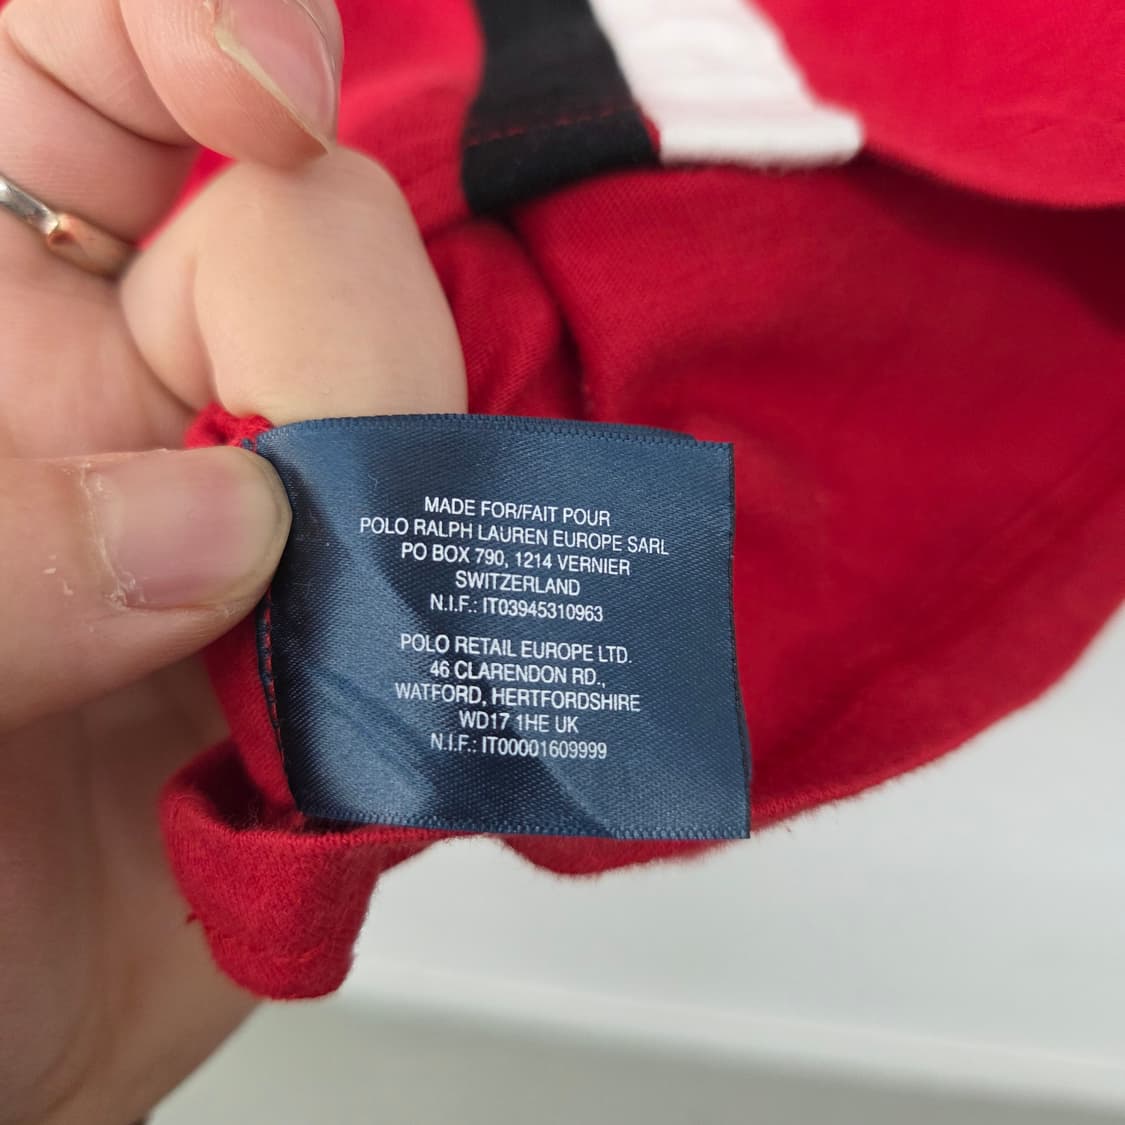 MADE FOR/FAIT POUR
POLO RALPH LAUREN EUROPE SARL
PO BOX 790, 1214 VERNIER
SWITZERLAND
N.I.F.: IT03945310963
POLO RETAIL EUROPE LTD.
46 CLARENDON RD.,
WATFORD, HERTFORDSHIRE
WD17 1HE UK
N.I.F.: IT00001609999